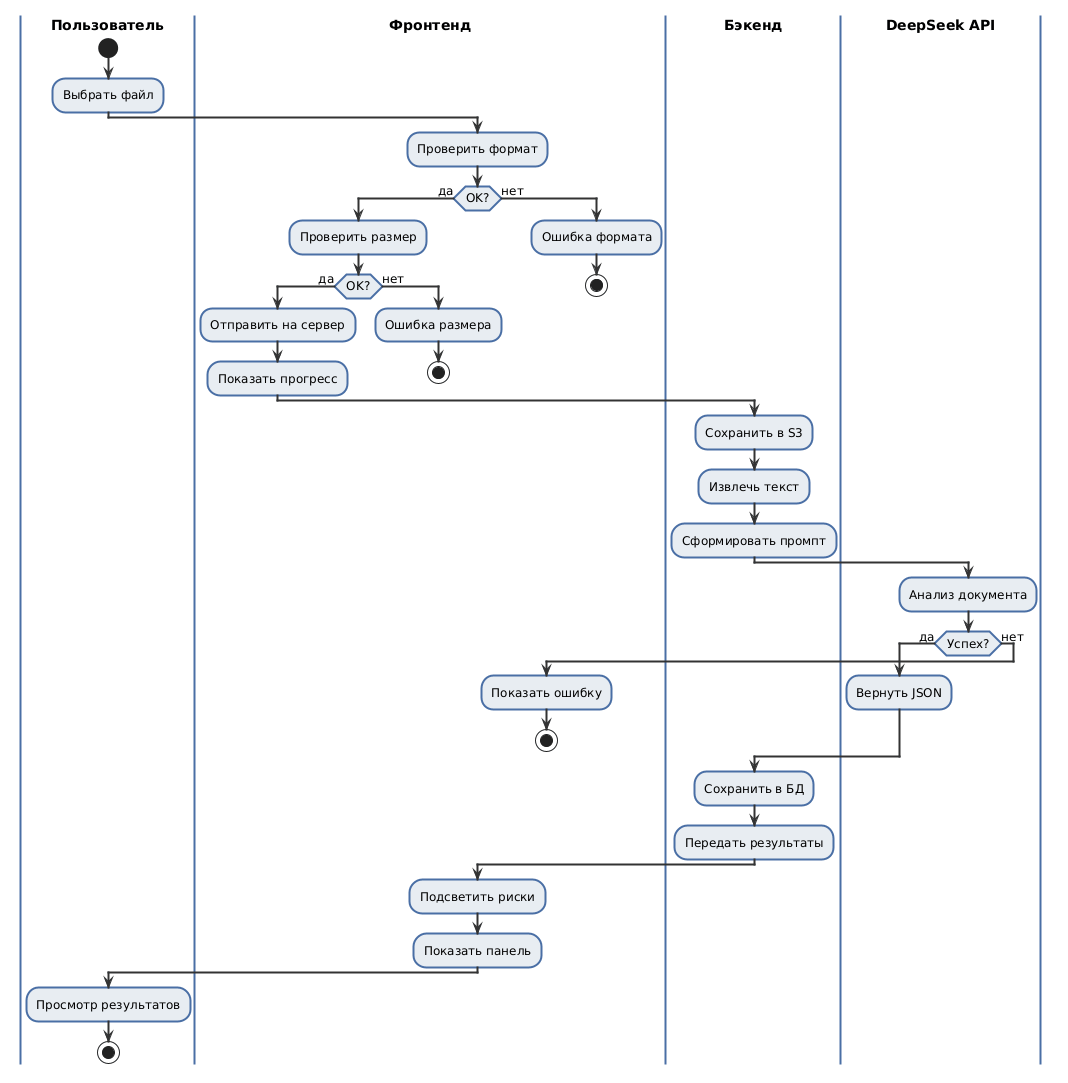 Пользователь
Фронтенд
Бэкенд
DeepSeek API
Выбрать файл
Проверить формат
да
OK?
нет
Проверить размер
Ошибка формата
да
OK?
нет
Отправить на сервер
Ошибка размера
Показать прогресс
Сохранить в S3
Извлечь текст
Сформировать промпт
Анализ документа
да
Успех?
нет
Показать ошибку
Вернуть JSON
Сохранить в БД
Передать результаты
Подсветить риски
Показать панель
Просмотр результатов